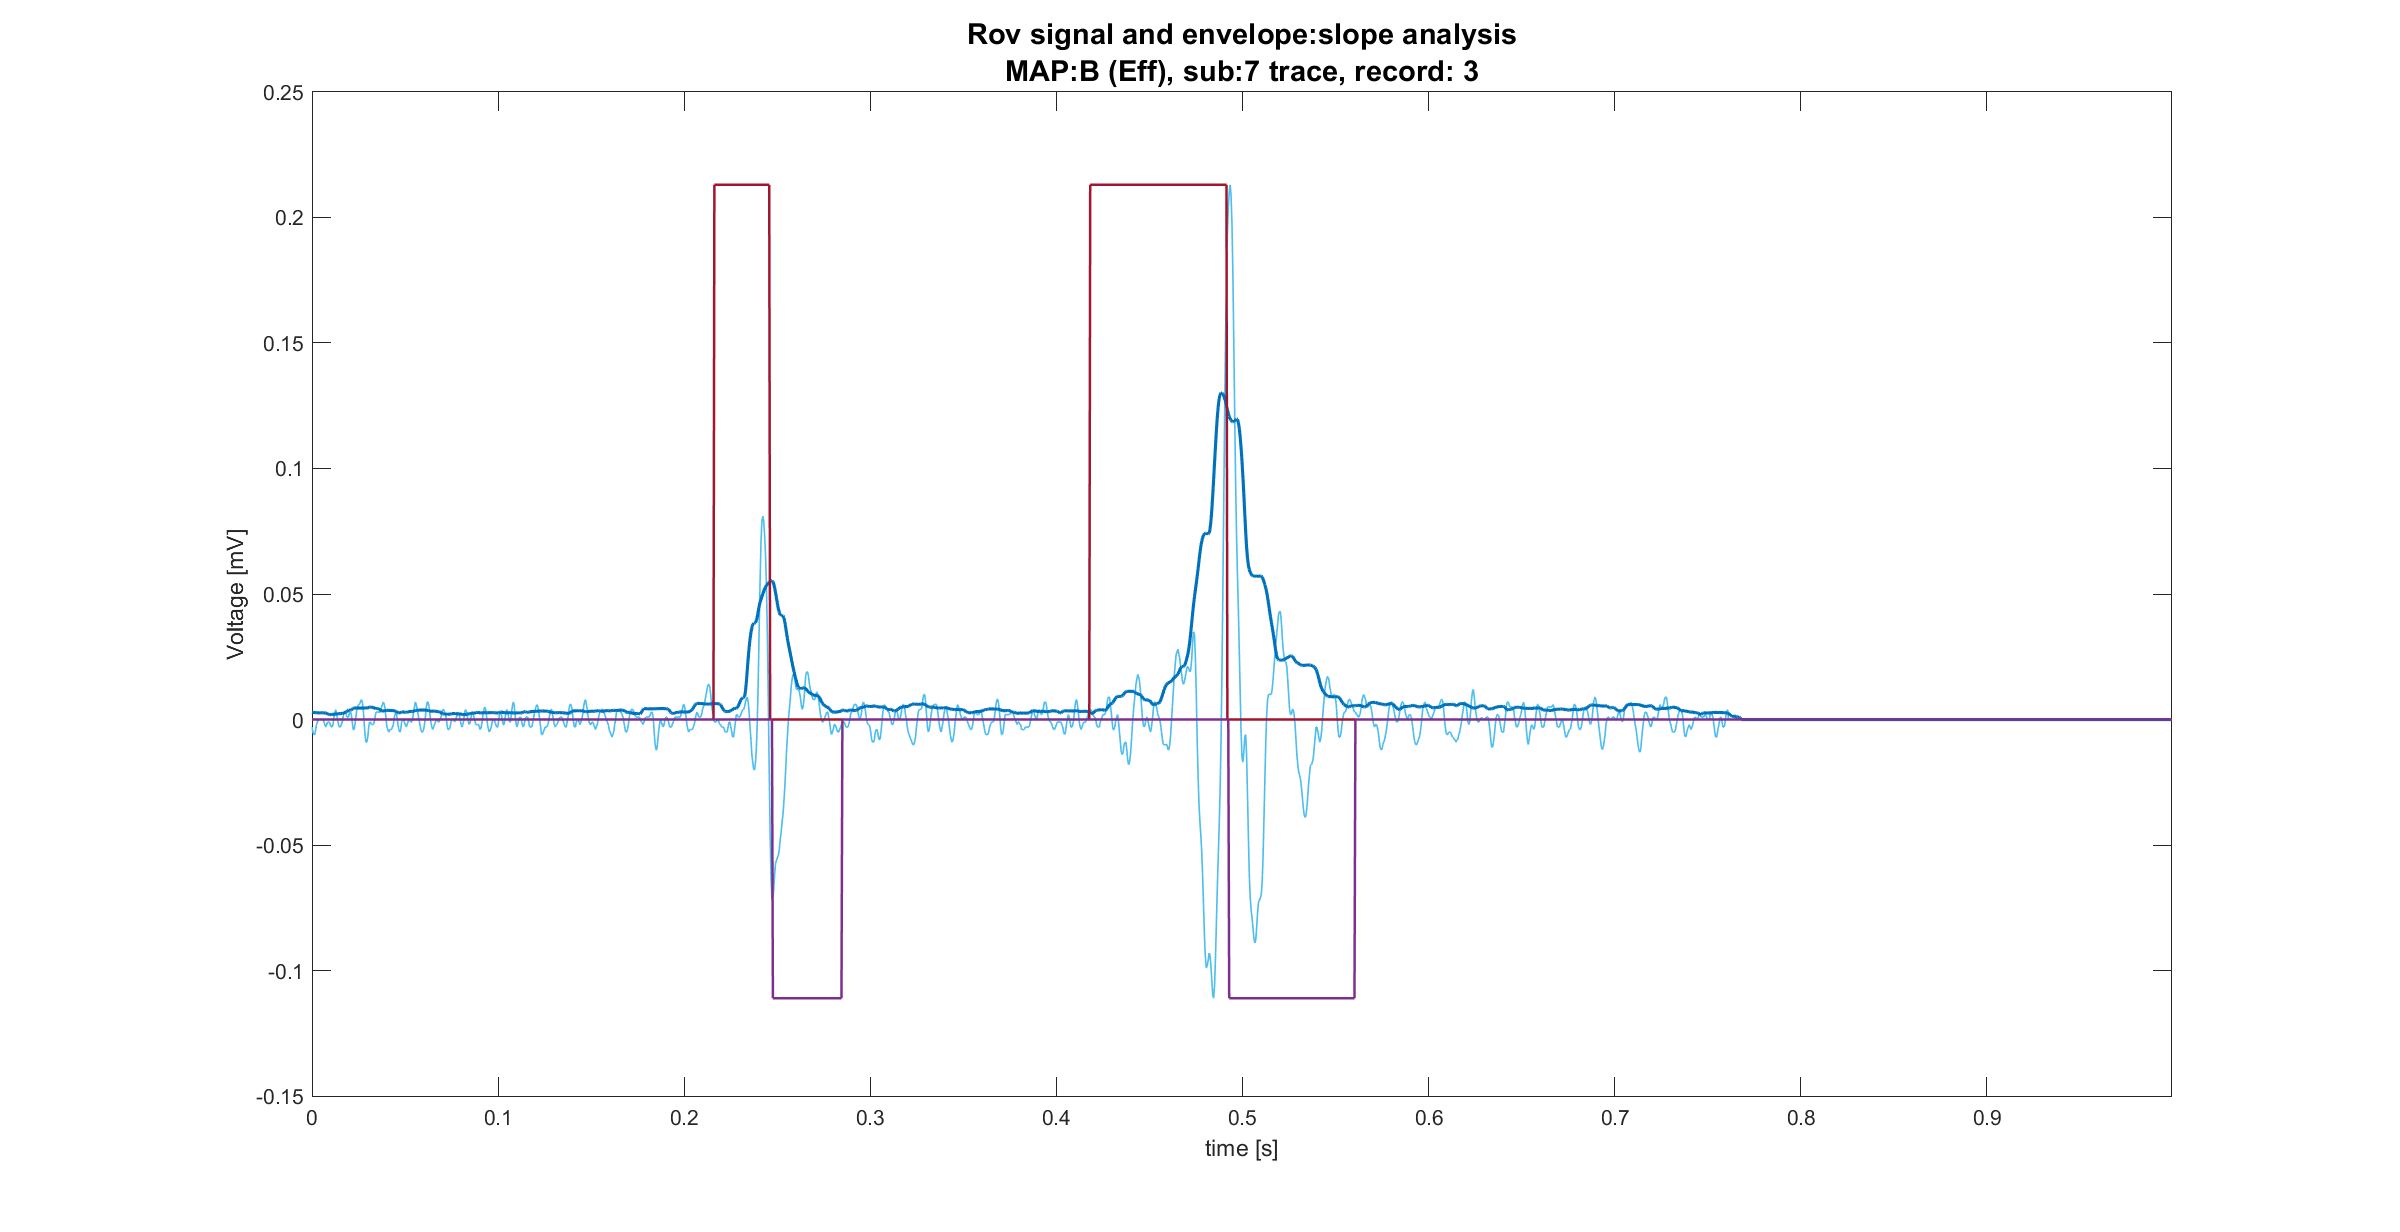 Rov signal and envelope:slope analysis
MAP:B (Eff), sub:7 trace, record: 3
0.25
0.2
0.15
0.1
0.05
0
-0.05
-0.1
-0.15
Voltage [mV]
0 0.1 0.2 0.3 0.4 0.5 0.6 0.7 0.8 0.9
time [s]